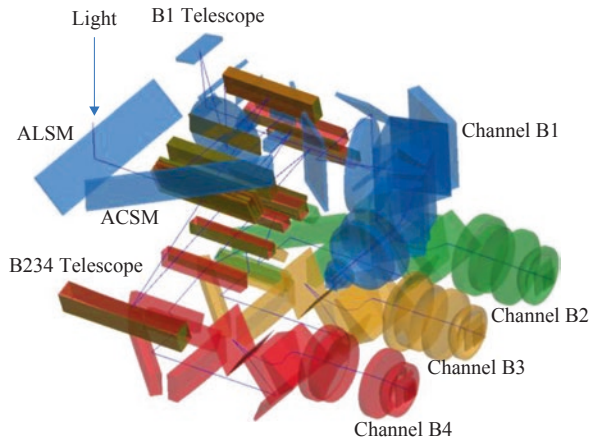 Light
B1 Telescope
ALSM
Channel B1
ACSM
B234 Telescope
Channel B2
Channel B3
Channel B4